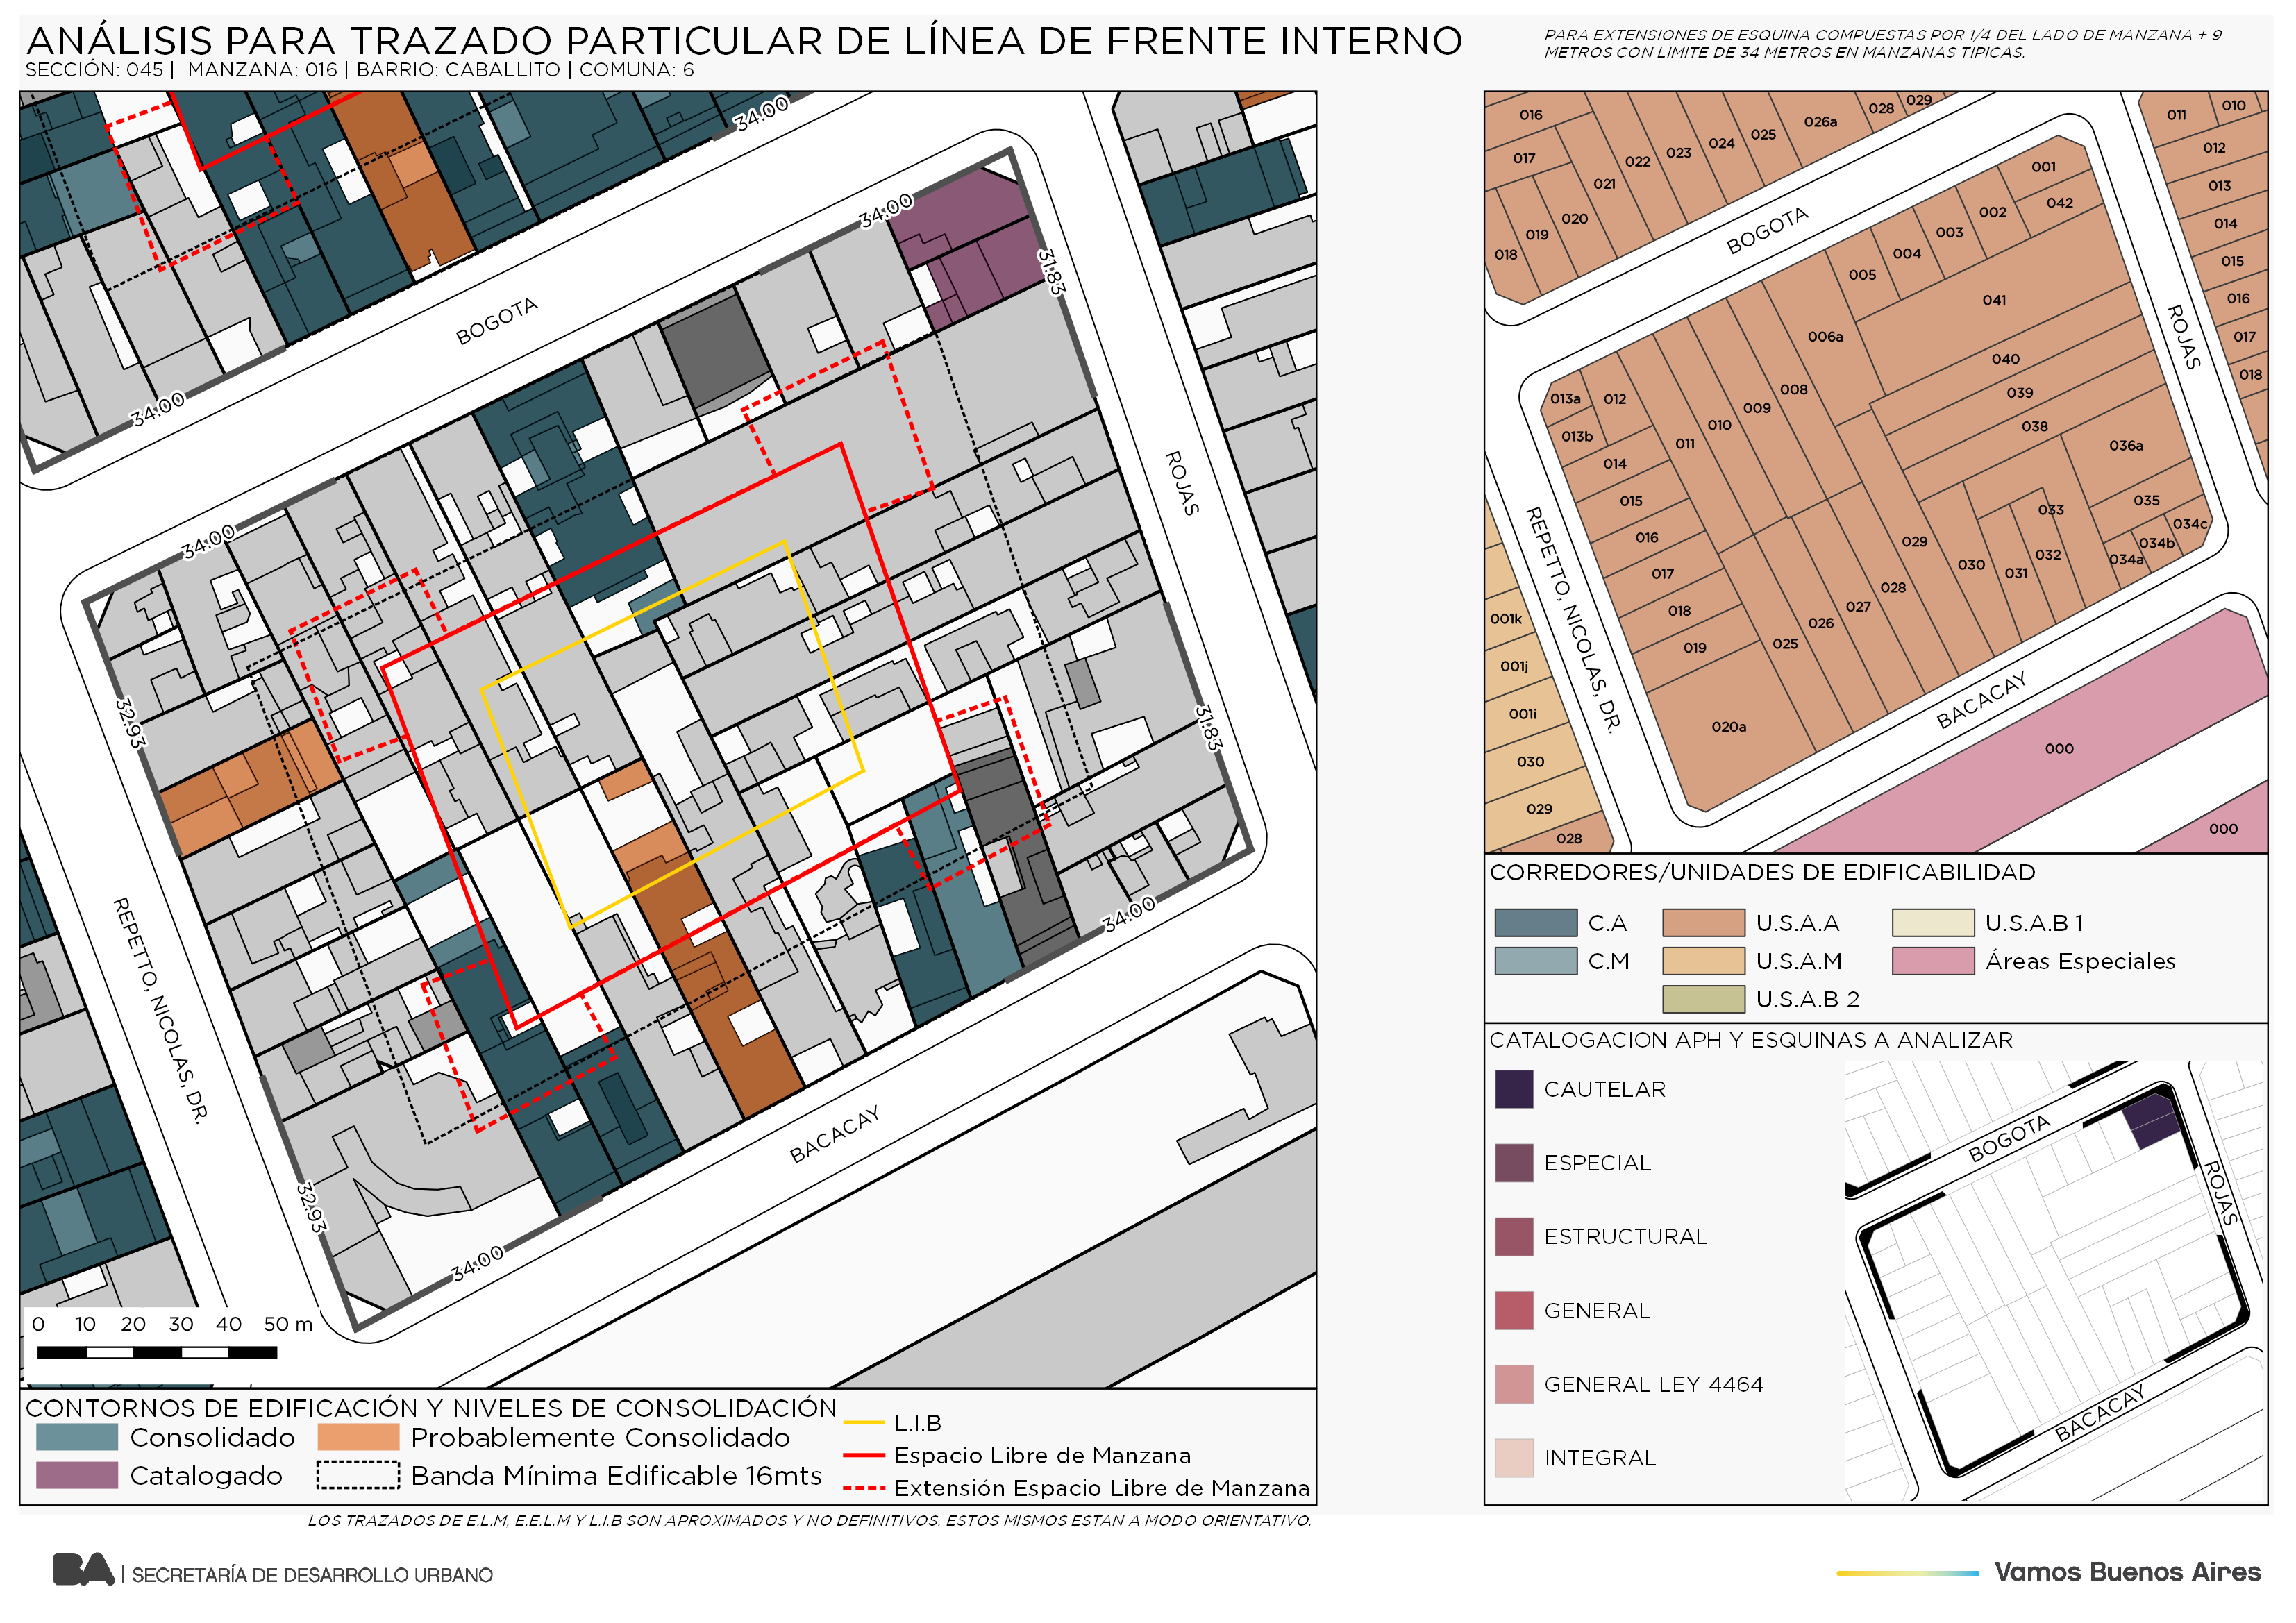 ANÁLISIS PARA TRAZADO PARTICULAR DE LÍNEA DE FRENTE INTERNO
SECCIÓN: 045 | MANZANA: 016 | BARRIO: CABALLITO | COMUNA: 6
PARA EXTENSIONES DE ESQUINA COMPUESTAS POR 1/4 DEL LADO DE MANZANA + 9
METROS CON LIMITE DE 34 METROS EN MANZANAS TIPICAS.
34.00
34.00
34.00
34.00
31.83
32.93
31.83
32.93
34.00
34.00
BOGOTA
ROJAS
REPETTO, NICOLAS, DR.
BACACAY
0 10 20 30 40 50 m
CONTORNOS DE EDIFICACIÓN Y NIVELES DE CONSOLIDACIÓN
Consolidado
Probablemente Consolidado
Catalogado
Banda Mínima Edificable 16mts
L.I.B
Espacio Libre de Manzana
Extensión Espacio Libre de Manzana
LOS TRAZADOS DE E.L.M, E.E.L.M Y L.I.B SON APROXIMADOS Y NO DEFINITIVOS. ESTOS MISMOS ESTAN A MODO ORIENTATIVO.
016
017
018
019
020
021
022
023
024
025
026a
028
029
011
010
012
013
014
015
016
017
018
BOGOTA
ROJAS
REPETTO, NICOLAS, DR.
BACACAY
001
042
002
003
004
005
006a
041
040
039
038
036a
035
034c
034b
034a
033
032
031
030
029
028
027
026
025
008
009
010
011
012
013a
013b
014
015
016
017
018
019
020a
001k
001j
001i
030
029
028
000
000
CORREDORES/UNIDADES DE EDIFICABILIDAD
C.A
U.S.A.A
U.S.A.B 1
C.M
U.S.A.M
Áreas Especiales
U.S.A.B 2
CATALOGACION APH Y ESQUINAS A ANALIZAR
CAUTELAR
ESPECIAL
ESTRUCTURAL
GENERAL
GENERAL LEY 4464
INTEGRAL
BOGOTA
ROJAS
BACACAY
BA | SECRETARÍA DE DESARROLLO URBANO
Vamos Buenos Aires